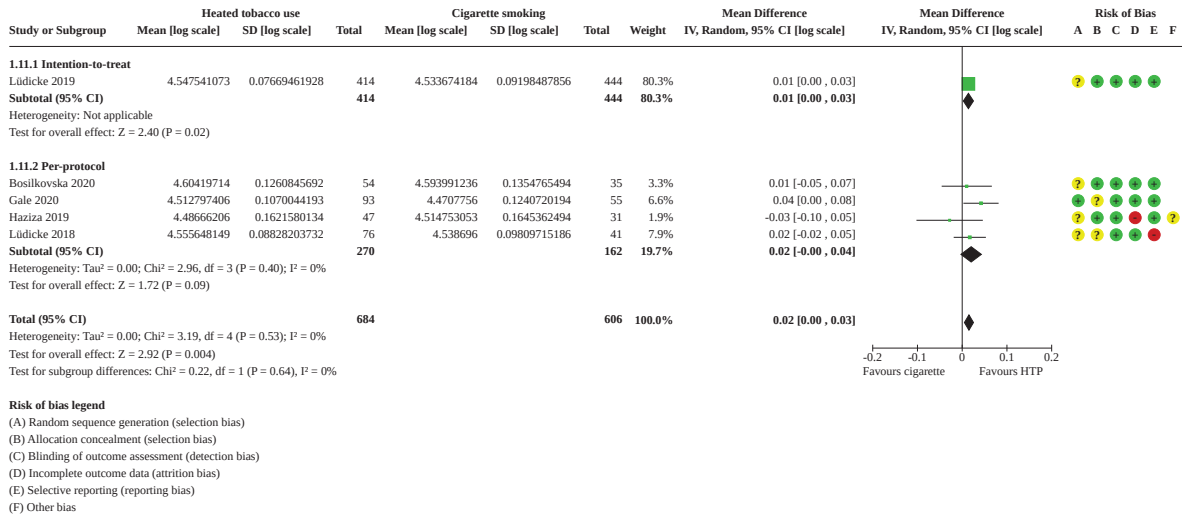 Heated tobacco use Cigarette smoking Mean Difference Mean Difference Risk of Bias
Study or Subgroup Mean [log scale] SD [log scale] Total Mean [log scale] SD [log scale] Total Weight IV, Random, 95% CI [log scale] IV, Random, 95% CI [log scale] A B C D E F
1.11.1 Intention-to-treat
Lüdicke 2019 4.547541073 0.07669461928 414 4.533674184 0.09198487856 444 80.3% 0.01 [0.00 , 0.03] ? + + + +
Subtotal (95% CI) 414 444 80.3% 0.01 [0.00 , 0.03]
Heterogeneity: Not applicable
Test for overall effect: Z = 2.40 (P = 0.02)
1.11.2 Per-protocol
Bosilkovska 2020 4.60419714 0.1260845692 54 4.593991236 0.1354765494 35 3.3% 0.01 [-0.05 , 0.07] ? + + + +
Gale 2020 4.512797406 0.1070044193 93 4.4707756 0.1240720194 55 6.6% 0.04 [0.00 , 0.08] + ? + + +
Haziza 2019 4.48666206 0.1621580134 47 4.514753053 0.1645362494 31 1.9% -0.03 [-0.10 , 0.05] ? + + - + ?
Lüdicke 2018 4.555648149 0.08828203732 76 4.538696 0.09809715186 41 7.9% 0.02 [-0.02 , 0.05] ? ? + + -
Subtotal (95% CI) 270 162 19.7% 0.02 [-0.00 , 0.04]
Heterogeneity: Tau² = 0.00; Chi² = 2.96, df = 3 (P = 0.40); I² = 0%
Test for overall effect: Z = 1.72 (P = 0.09)
Total (95% CI) 684 606 100.0% 0.02 [0.00 , 0.03]
Heterogeneity: Tau² = 0.00; Chi² = 3.19, df = 4 (P = 0.53); I² = 0%
Test for overall effect: Z = 2.92 (P = 0.004) -0.2 -0.1 0 0.1 0.2
Test for subgroup differences: Chi² = 0.22, df = 1 (P = 0.64), I² = 0% Favours cigarette Favours HTP
Risk of bias legend
(A) Random sequence generation (selection bias)
(B) Allocation concealment (selection bias)
(C) Blinding of outcome assessment (detection bias)
(D) Incomplete outcome data (attrition bias)
(E) Selective reporting (reporting bias)
(F) Other bias